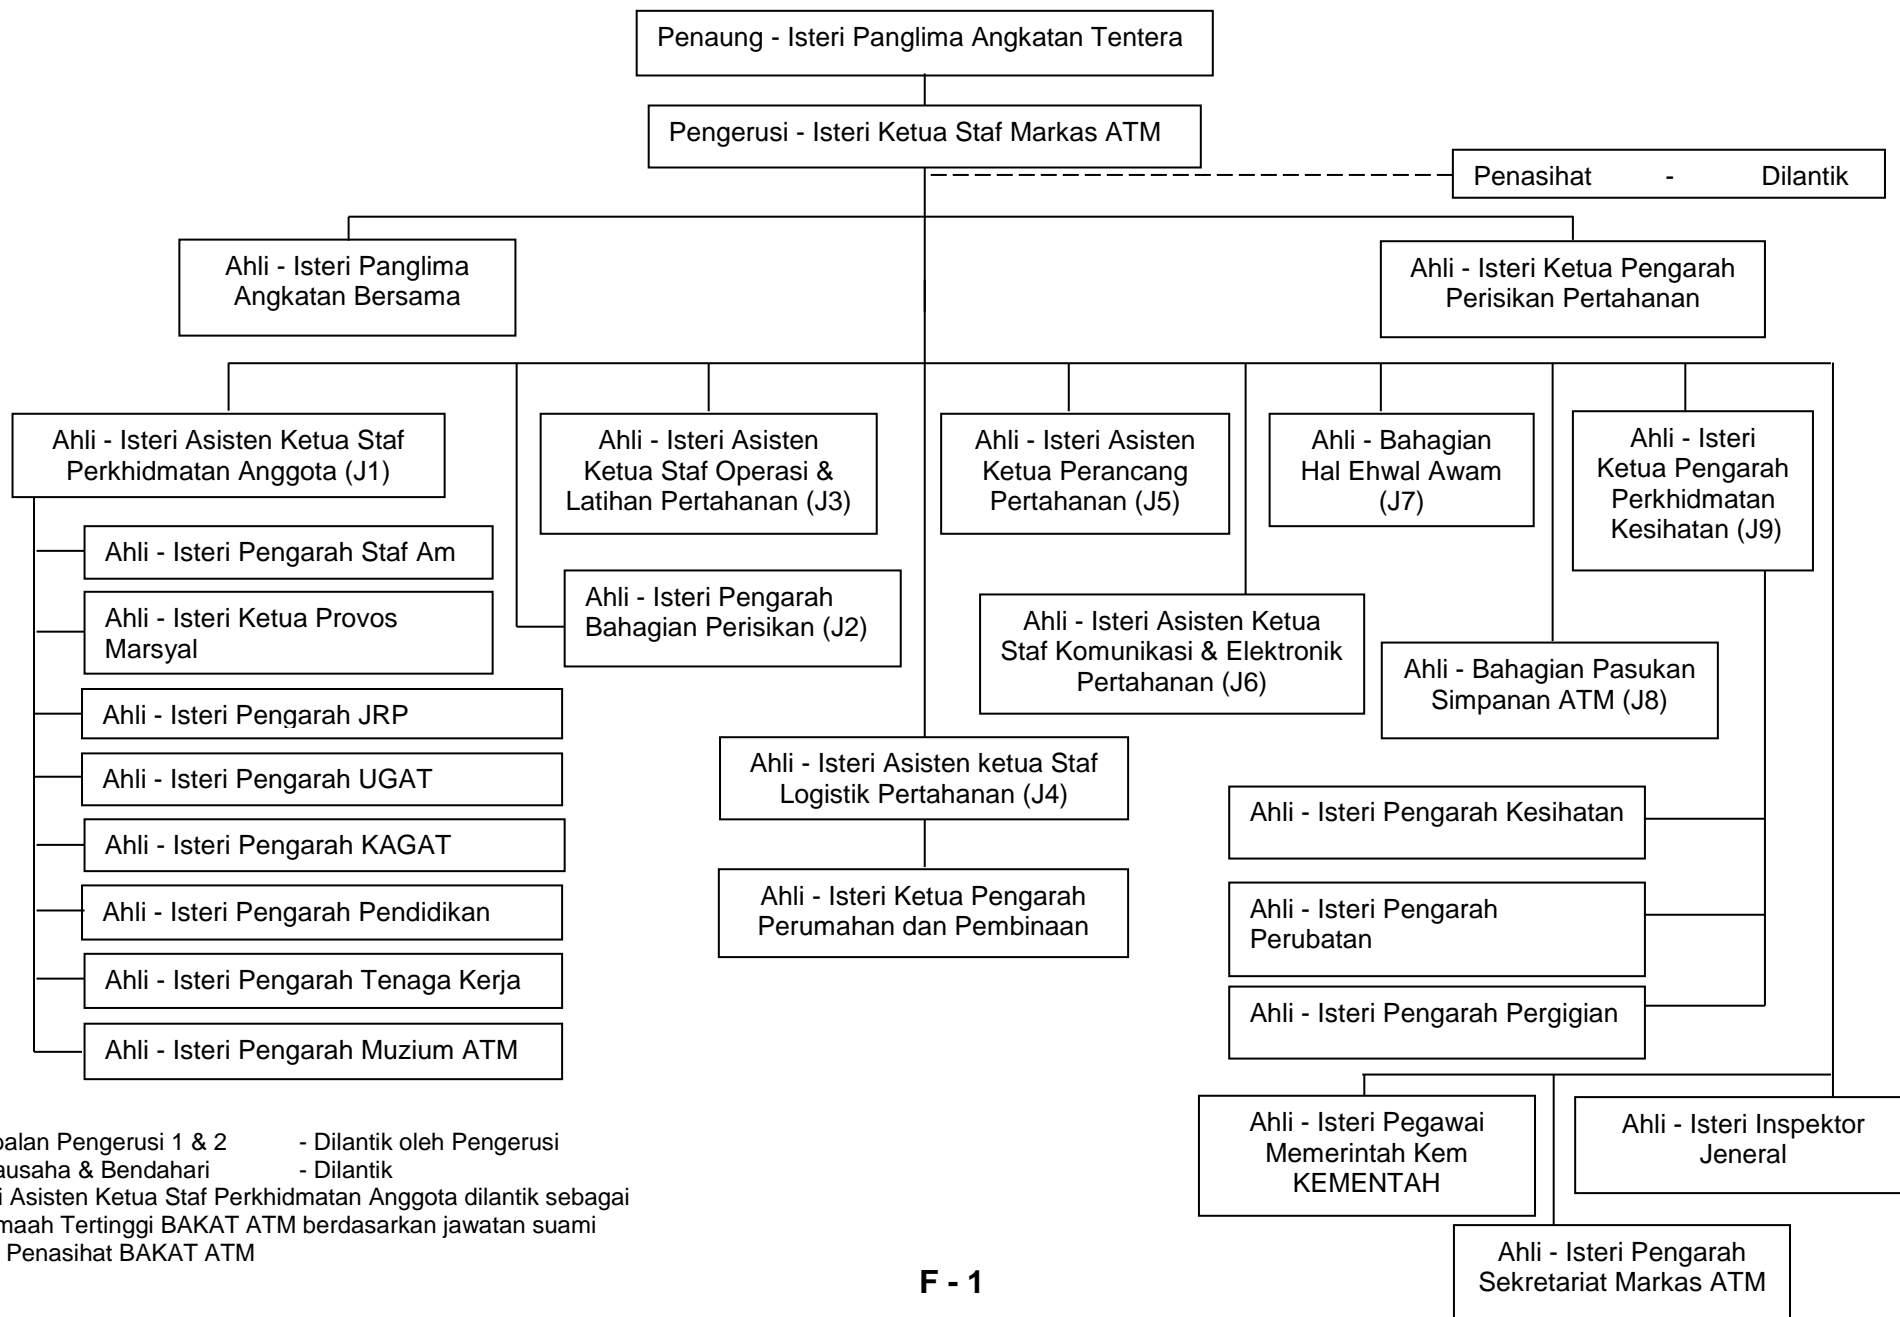 Penaung - Isteri Panglima Angkatan Tentera
Pengerusi - Isteri Ketua Staf Markas ATM
Penasihat - Dilantik
Ahli - Isteri Panglima
Angkatan Bersama
Ahli - Isteri Ketua Pengarah
Perisikan Pertahanan
Ahli - Isteri Asisten Ketua Staf
Perkhidmatan Anggota (J1)
Ahli - Isteri Asisten
Ketua Staf Operasi &
Latihan Pertahanan (J3)
Ahli - Isteri Asisten
Ketua Perancang
Pertahanan (J5)
Ahli - Bahagian
Hal Ehwal Awam
(J7)
Ahli - Isteri
Ketua Pengarah
Perkhidmatan
Kesihatan (J9)
Ahli - Isteri Pengarah Staf Am
Ahli - Isteri Ketua Provos
Marsyal
Ahli - Isteri Pengarah JRP
Ahli - Isteri Pengarah UGAT
Ahli - Isteri Pengarah KAGAT
Ahli - Isteri Pengarah Pendidikan
Ahli - Isteri Pengarah Tenaga Kerja
Ahli - Isteri Pengarah Muzium ATM
Ahli - Isteri Pengarah
Bahagian Perisikan (J2)
Ahli - Isteri Asisten Ketua
Staf Komunikasi & Elektronik
Pertahanan (J6)
Ahli - Bahagian Pasukan
Simpanan ATM (J8)
Ahli - Isteri Asisten ketua Staf
Logistik Pertahanan (J4)
Ahli - Isteri Ketua Pengarah
Perumahan dan Pembinaan
Ahli - Isteri Pengarah Kesihatan
Ahli - Isteri Pengarah
Perubatan
Ahli - Isteri Pengarah Pergigian
Ahli - Isteri Pegawai
Memerintah Kem
KEMENTAH
Ahli - Isteri Inspektor
Jeneral
Ahli - Isteri Pengarah
Sekretariat Markas ATM
Pengerusi 1 & 2 - Dilantik oleh Pengerusi
& Bendahari - Dilantik
Asisten Ketua Staf Perkhidmatan Anggota dilantik sebagai
Tertinggi BAKAT ATM berdasarkan jawatan suami
Penasihat BAKAT ATM
F - 1